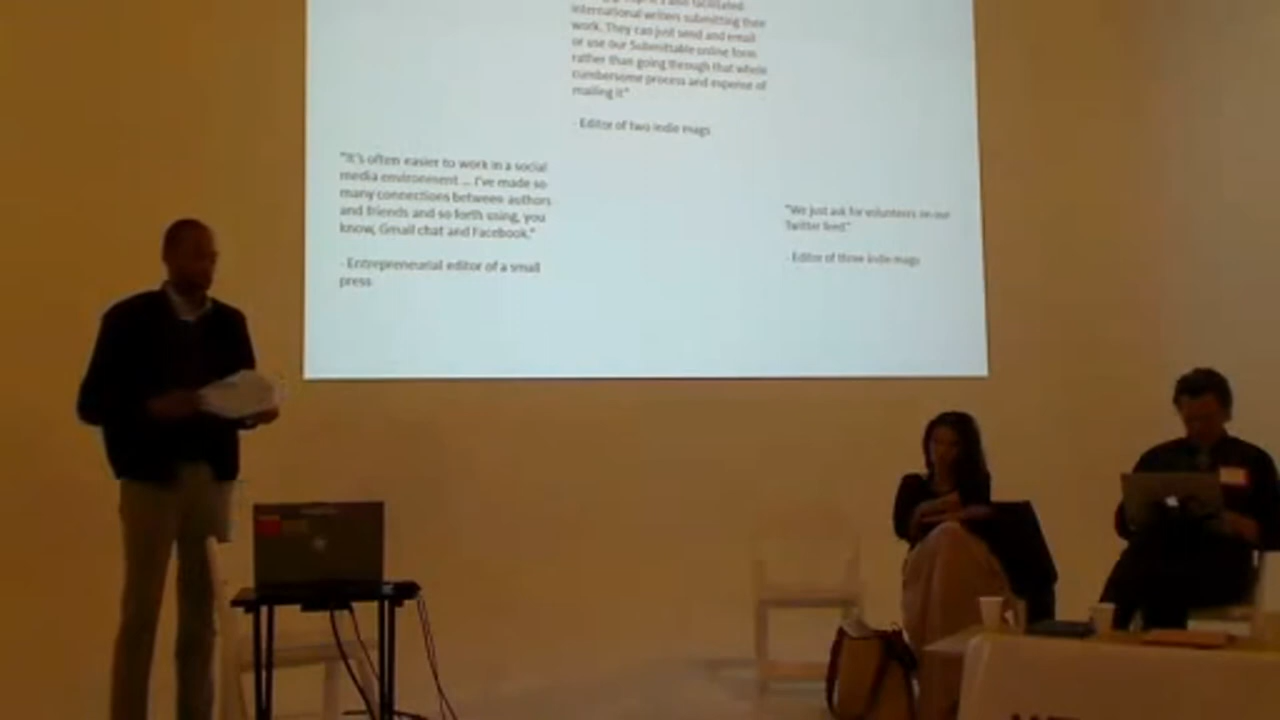 international writers submitting their
work. They can just send and email
or use our Submittable online form
rather than going through that whole
cumbersome process and expense of
mailing it"
- Editor of two indie mags
"It's often easier to work in a social
media environment ... I've made so
many connections between authors
and friends and so forth using, you
know, Gmail chat and Facebook."
- Entrepreneurial editor of a small
press
"We just ask for volunteers on our
Twitter feed"
- Editor of three indie mags